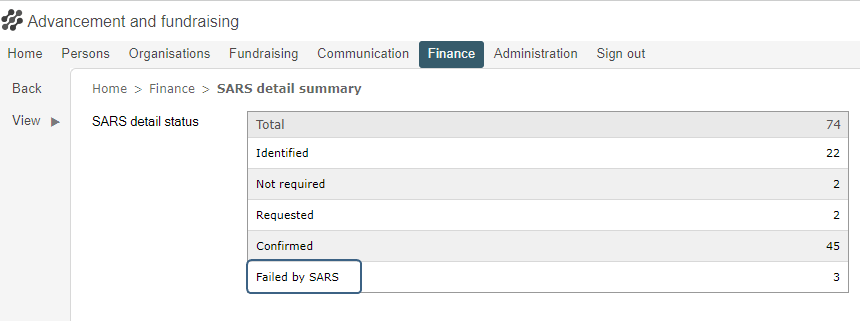 Advancement and fundraising
Home Persons Organisations Fundraising Communication Finance Administration Sign out
Back
Home > Finance > SARS detail summary
View
SARS detail status
Total 74
Identified 22
Not required 2
Requested 2
Confirmed 45
Failed by SARS 3